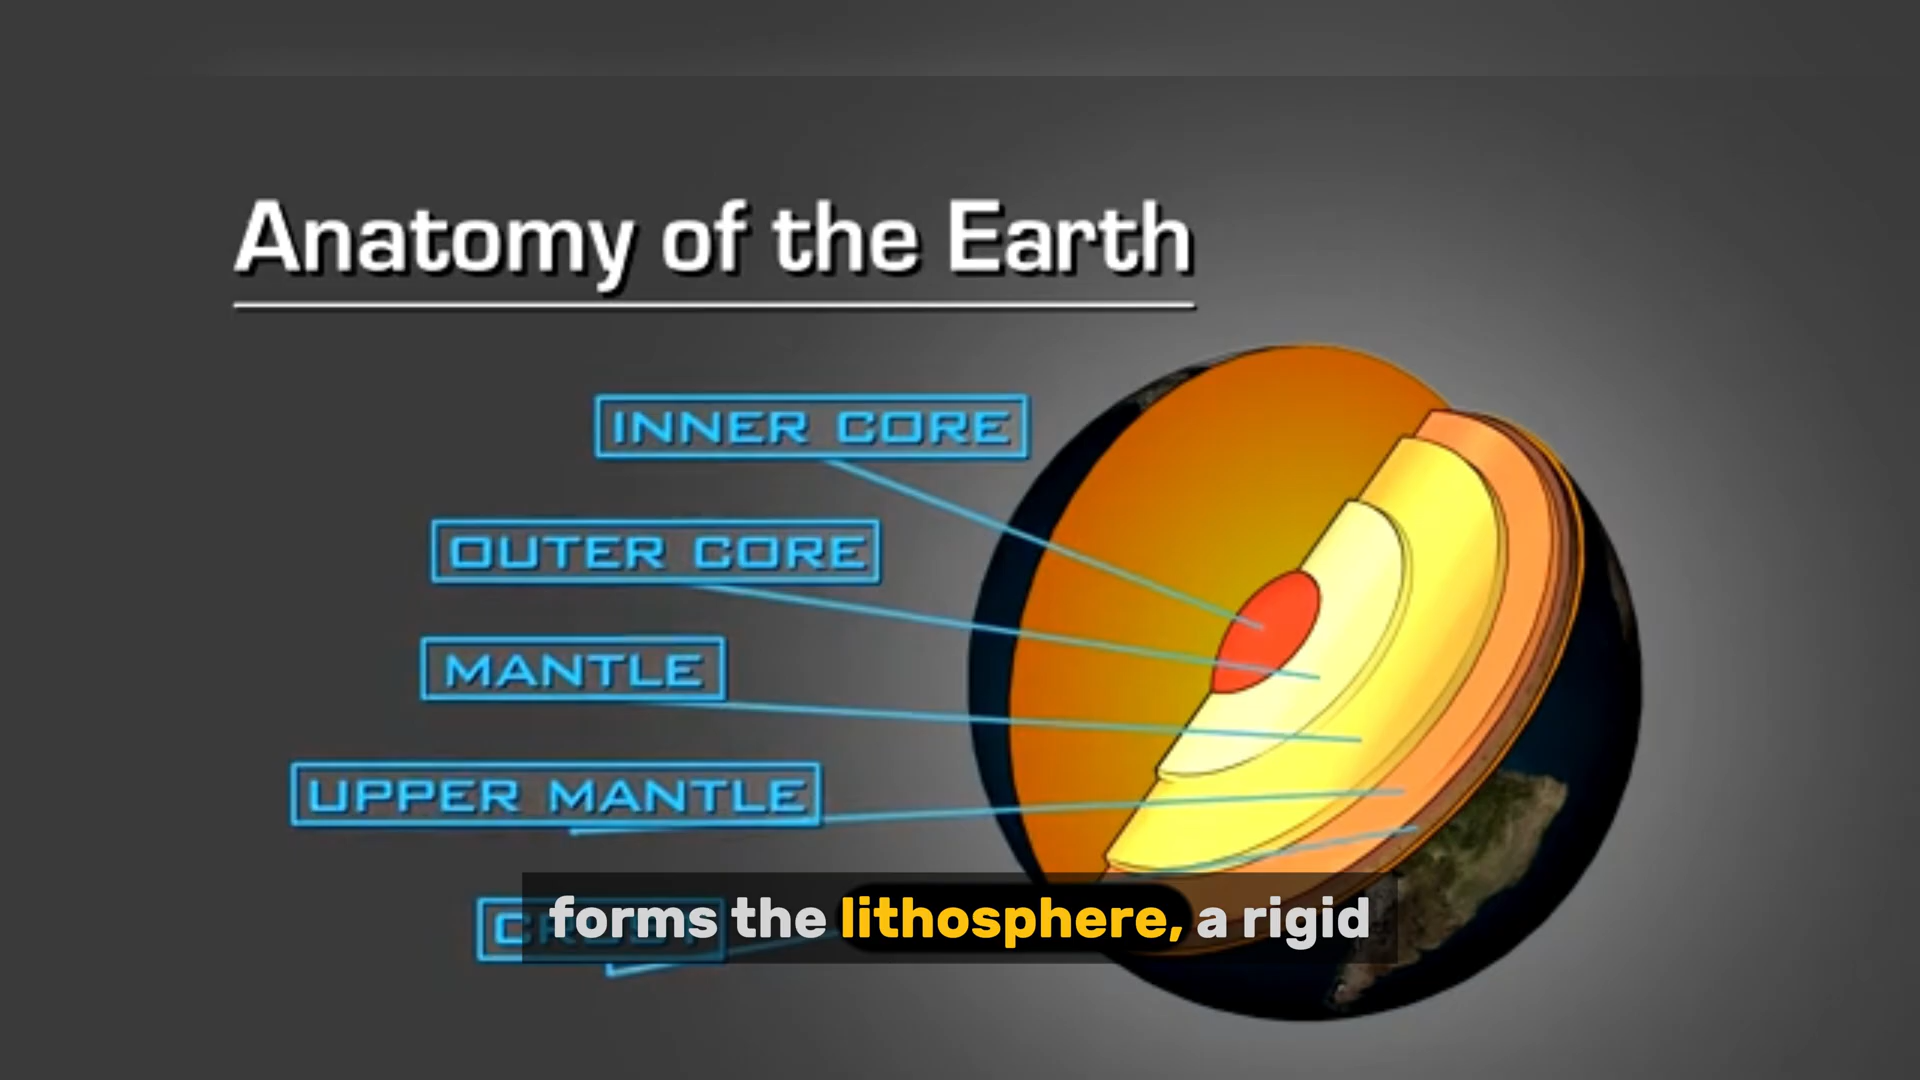 Anatomy of the Earth
INNER CORE
OUTER CORE
MANTLE
UPPER MANTLE
forms the lithosphere, a rigid